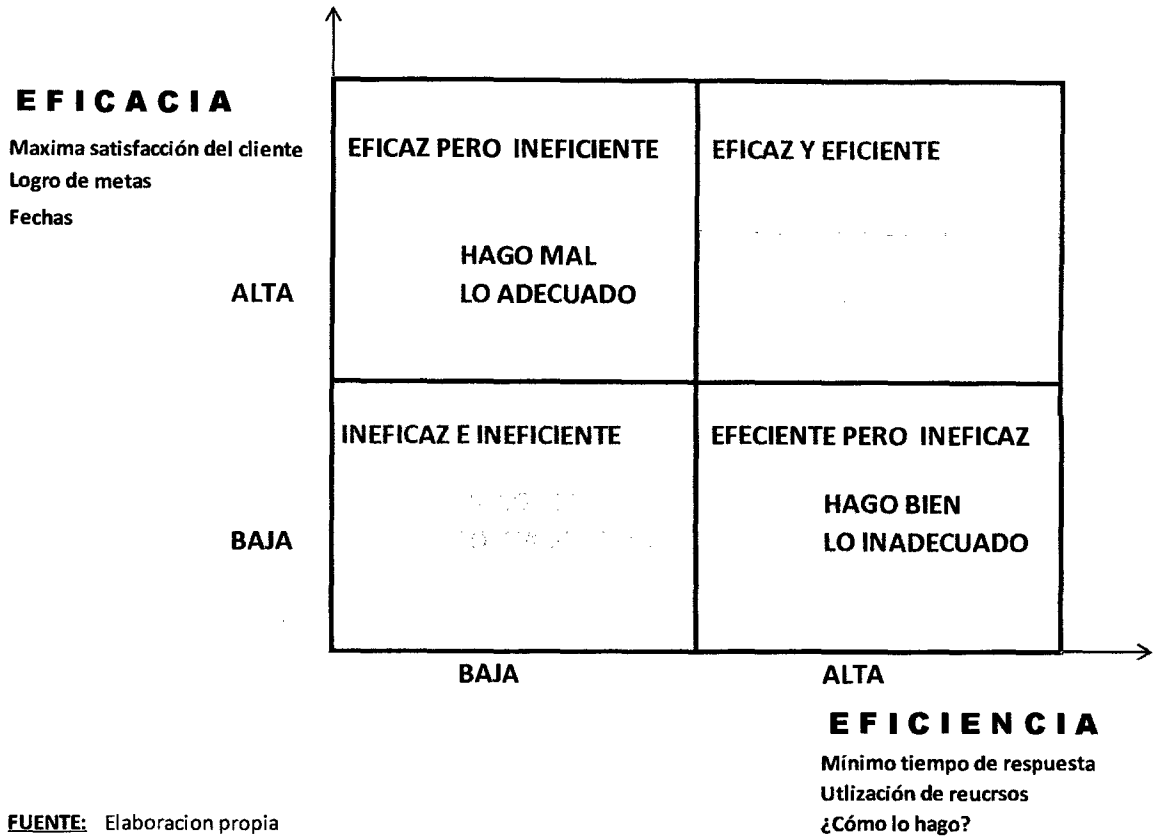 EFICACIA
Maxima satisfacción del cliente
Logro de metas
Fechas
ALTA
BAJA
EFICAZ PERO INEFICIENTE
HAGO MAL
LO ADECUADO
EFICAZ Y EFICIENTE
INEFICAZ E INEFICIENTE
EFECIENTE PERO INEFICAZ
HAGO BIEN
LO INADECUADO
BAJA
ALTA
EFICIENCIA
Mínimo tiempo de respuesta
Utlización de reucrsos
¿Cómo lo hago?
FUENTE: Elaboracion propia